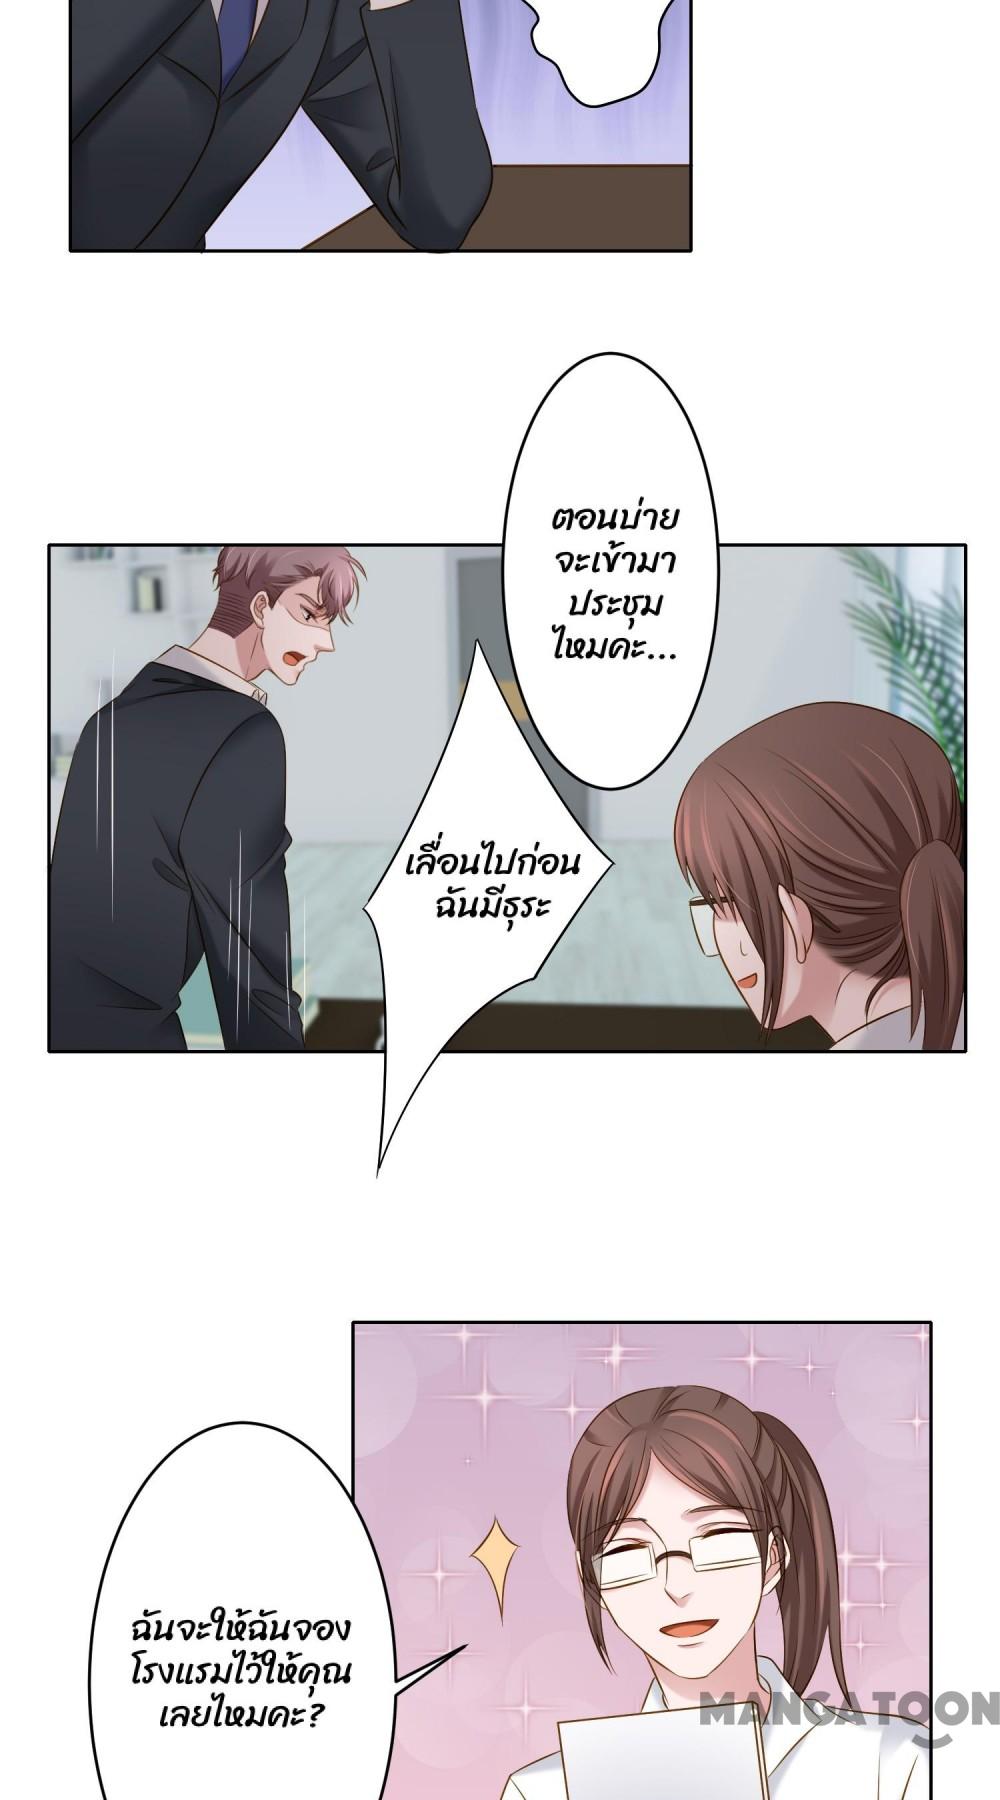 ตอนบ่าย
จะเข้ามา
ประชุม
ไหมคะ...
เลื่อนไปก่อน
ฉันมีธุระ
ฉันจะให้ฉันจอง
โรงแรมไว้ให้คุณ
เลยไหมคะ?
MANGATOON